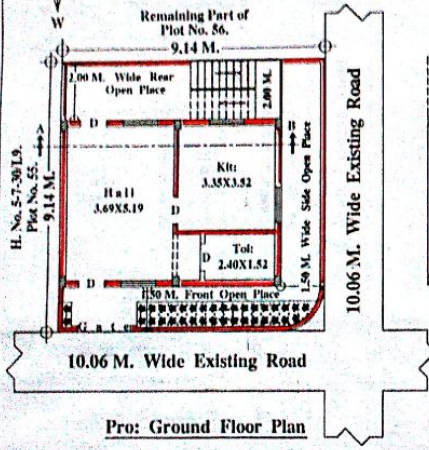 W
Remaining Part of
Plot No. 56.
9.14 M.
2.00 M. Wide Rear
Open Place
2.00 M.
D
H. No. 5-7-30/L9.
Plot No. 55.
9.14 M.
A
B
Hall
3.69X5.19
Kit:
3.35X3.52
D
Tol:
2.40X1.52
D
D
1.50 M. Wide Side Open Place
10.06 M. Wide Existing Road
1.50 M. Front Open Place
Gate
10.06 M. Wide Existing Road
Pro: Ground Floor Plan